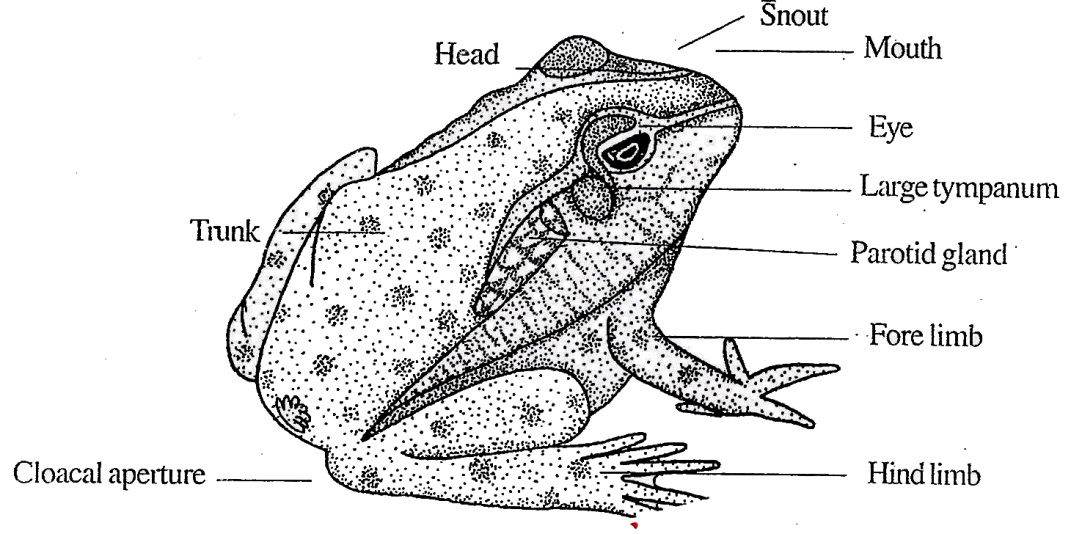 Snout
Mouth
Head
Eye
Large tympanum
Trunk
Parotid gland
Fore limb
Cloacal aperture
Hind limb